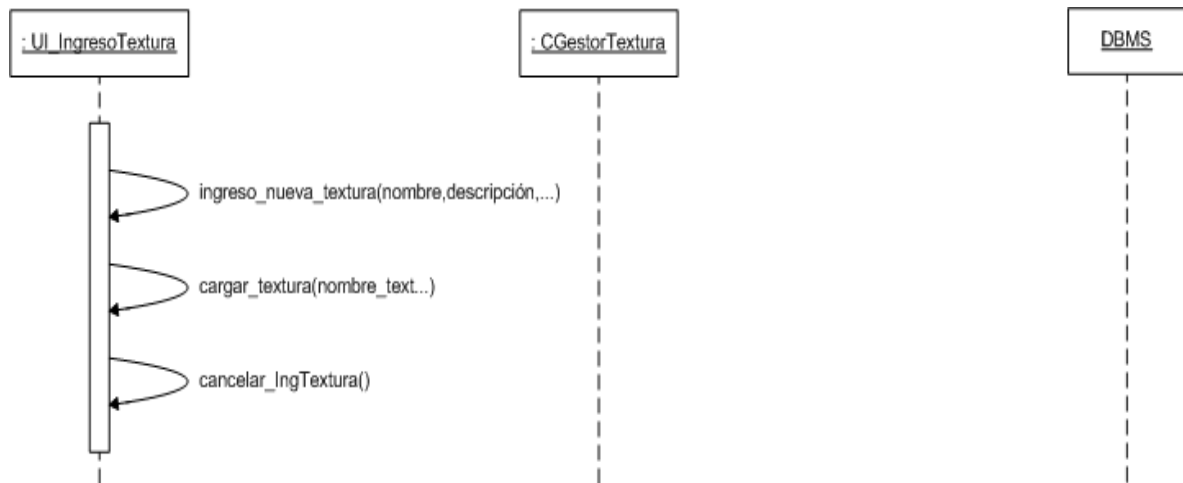 : UI_IngresoTextura
: CGestorTextura
DBMS
ingreso_nueva_textura(nombre,descripción,...)
cargar_textura(nombre_text...)
cancelar_IngTextura()